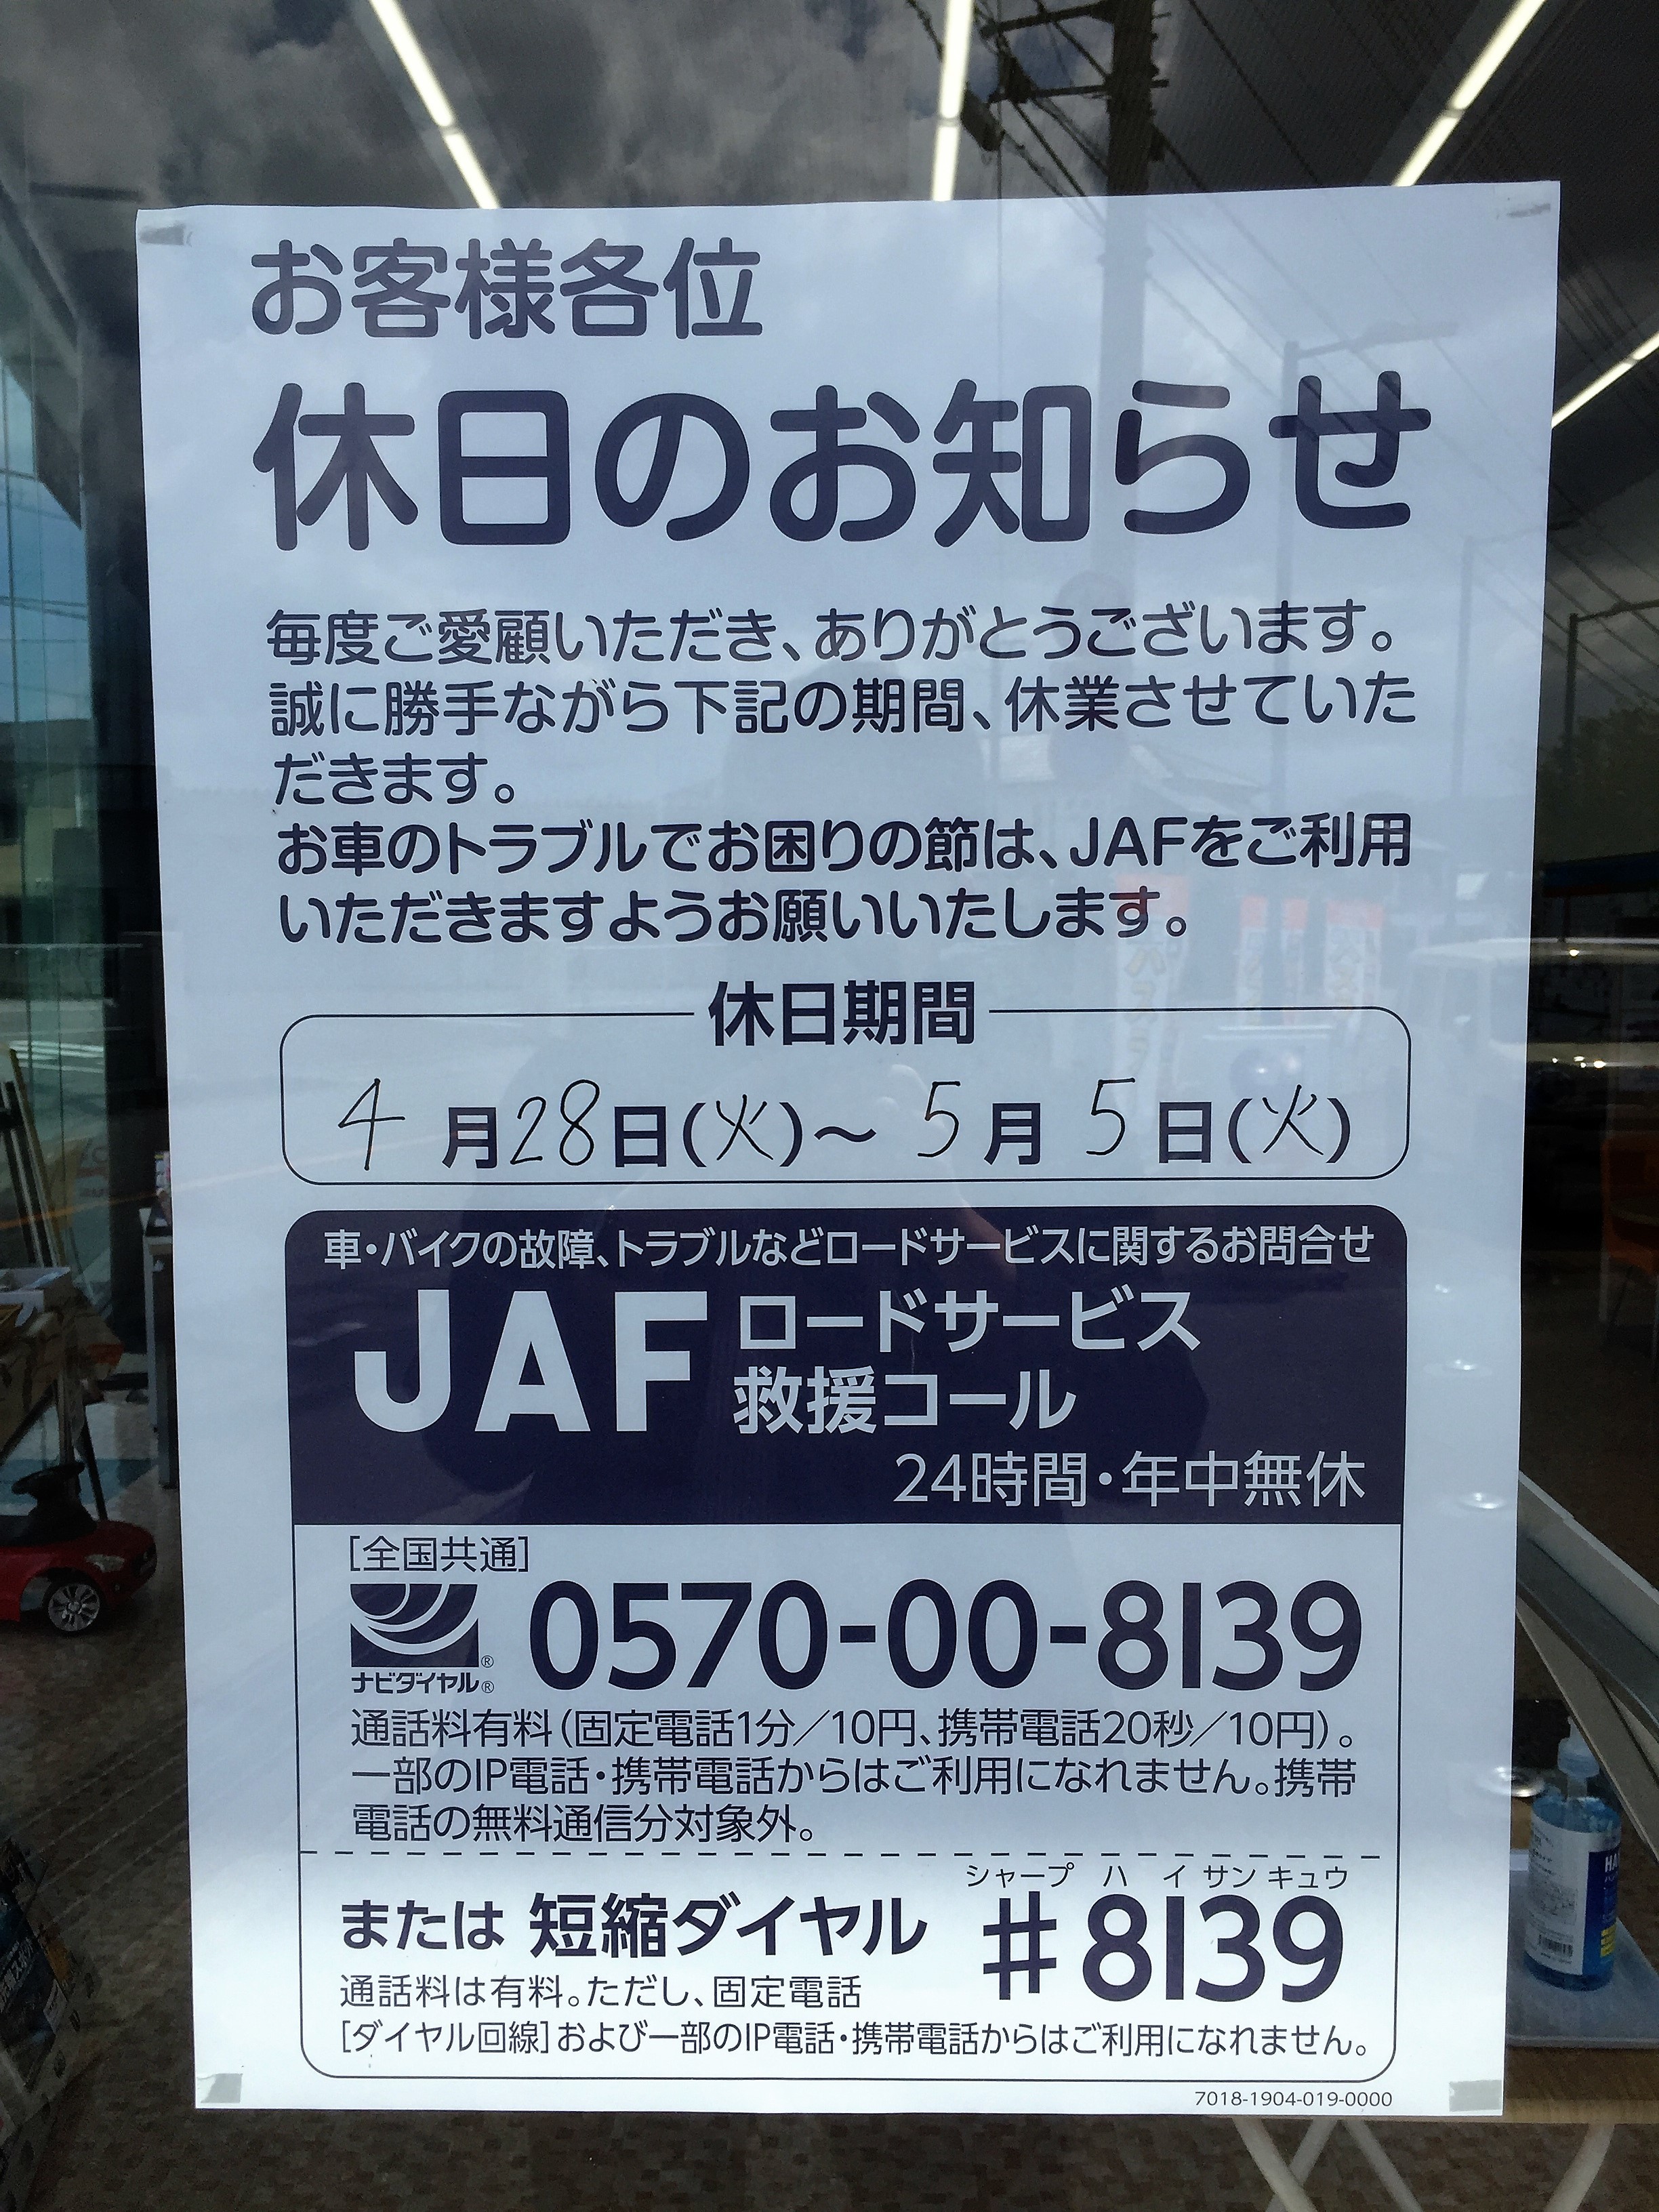 お客様各位
休日のお知らせ
毎度ご愛顧いただき、ありがとうございます。
誠に勝手ながら下記の期間、休業させていた
だきます。
お車のトラブルでお困りの節は、JAFをご利用
いただきますようお願いいたします。
休日期間
4月28日(火)〜5月5日(火)
車・バイクの故障、トラブルなどロードサービスに関するお問合せ
JAF ロードサービス
救援コール
24時間・年中無休
[全国共通]
ナビダイヤル® 0570-00-8139
通話料有料(固定電話1分/10円、携帯電話20秒/10円)。
一部のIP電話・携帯電話からはご利用になれません。携帯
電話の無料通信分対象外。
シャープ ハ イ サン キュウ
または 短縮ダイヤル #8139
通話料は有料。ただし、固定電話
[ダイヤル回線]および一部のIP電話・携帯電話からはご利用になれません。
7018-1904-019-0000